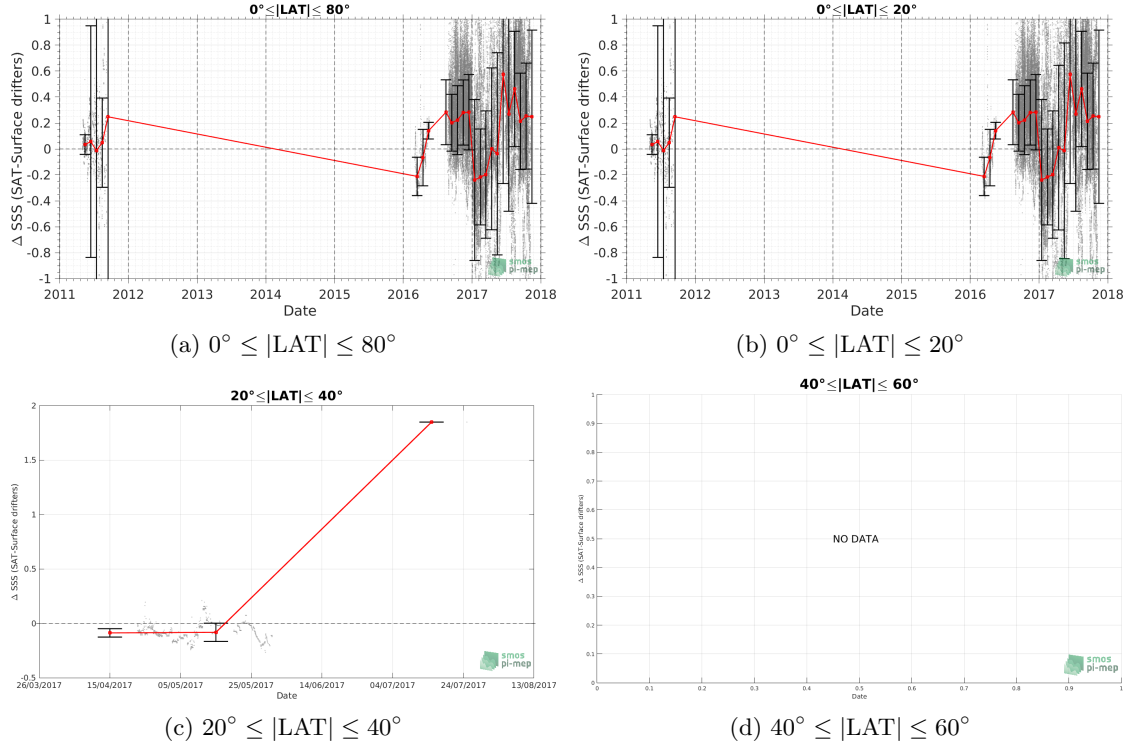 0°≤|LAT|≤ 80°
Δ SSS (SAT-Surface drifters)
1
0.8
0.6
0.4
0.2
0
-0.2
-0.4
-0.6
-0.8
-1
2011 2012 2013 2014 2015 2016 2017 2018
Date
smos
pi-mep
(a) 0° ≤ |LAT| ≤ 80°
0°≤|LAT|≤ 20°
Δ SSS (SAT-Surface drifters)
1
0.8
0.6
0.4
0.2
0
-0.2
-0.4
-0.6
-0.8
-1
2011 2012 2013 2014 2015 2016 2017 2018
Date
smos
pi-mep
(b) 0° ≤ |LAT| ≤ 20°
20°≤|LAT|≤ 40°
Δ SSS (SAT-Surface drifters)
2
1.5
1
0.5
0
-0.5
26/03/2017 15/04/2017 05/05/2017 25/05/2017 14/06/2017 04/07/2017 24/07/2017 13/08/2017
Date
smos
pi-mep
(c) 20° ≤ |LAT| ≤ 40°
40°≤|LAT|≤ 60°
Δ SSS (SAT-Surface drifters)
1
0.9
0.8
0.7
0.6
0.5
0.4
0.3
0.2
0.1
0
NO DATA
0 0.1 0.2 0.3 0.4 0.5 0.6 0.7 0.8 0.9 1
Date
smos
pi-mep
(d) 40° ≤ |LAT| ≤ 60°